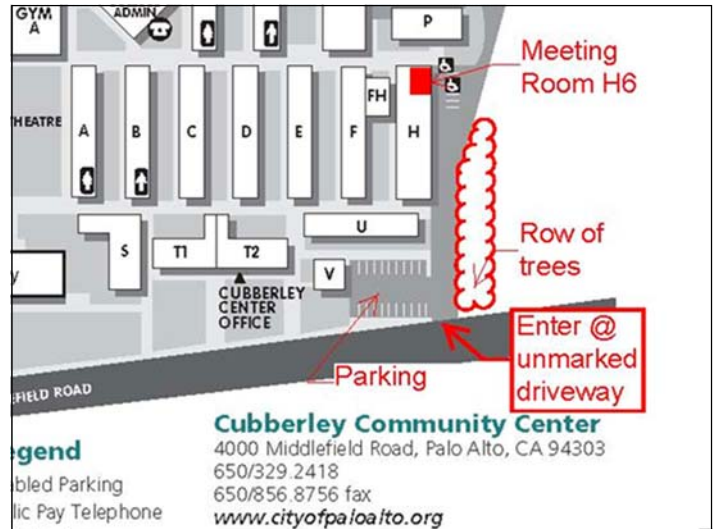 GYM
A
ADMIN
P
Meeting
Room H6
THEATRE
A
B
C
D
E
F
FH
H
U
S
T1
T2
V
CUBBERLEY
CENTER
OFFICE
Row of
trees
Enter @
unmarked
driveway
Parking
EFIELD ROAD
y
Cubberley Community Center
4000 Middlefield Road, Palo Alto, CA 94303
650/329.2418
650/856.8756 fax
www.cityofpaloalto.org
egend
bled Parking
lic Pay Telephone